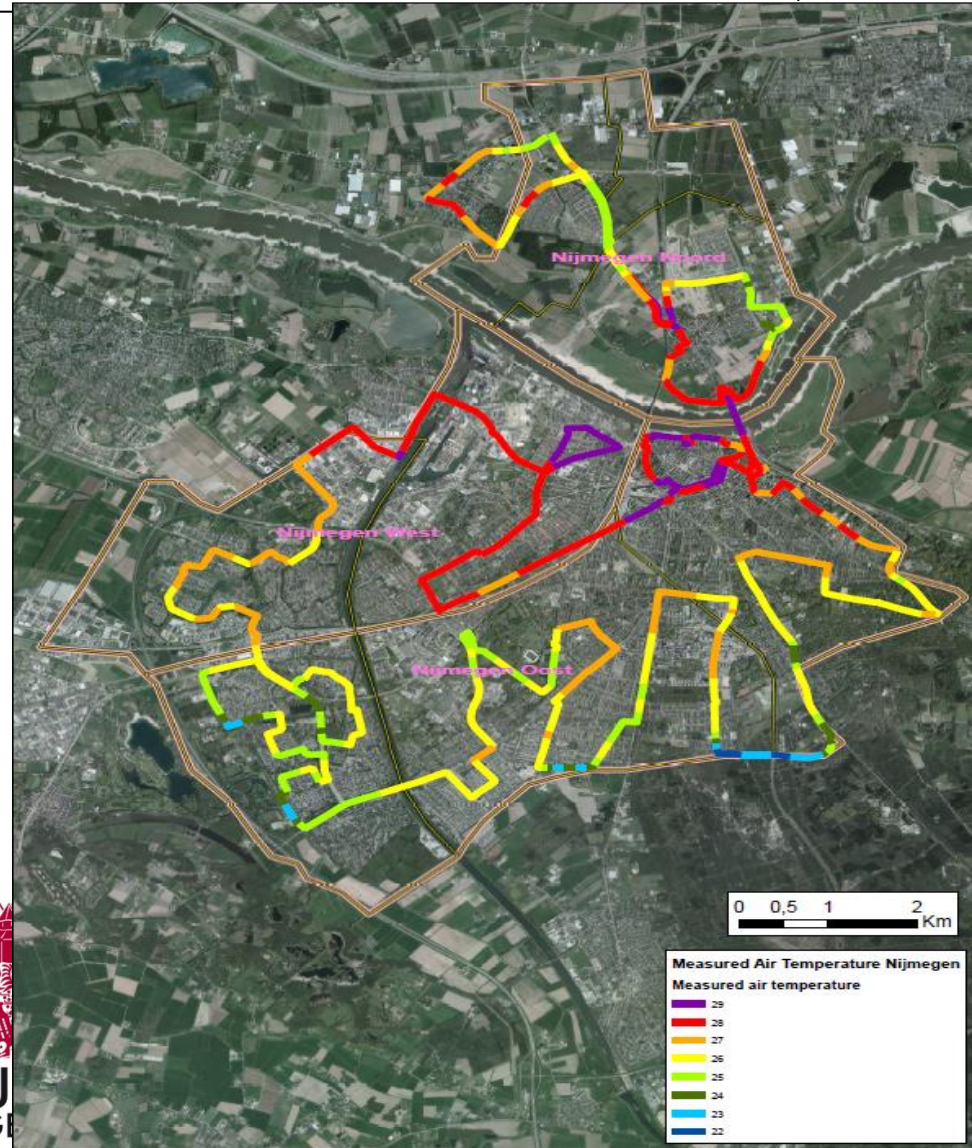 Nijmegen Noord
Nijmegen West
Nijmegen Oost
0 0,5 1 2
Km
Measured Air Temperature Nijmegen
Measured air temperature
29
28
27
26
25
24
23
22